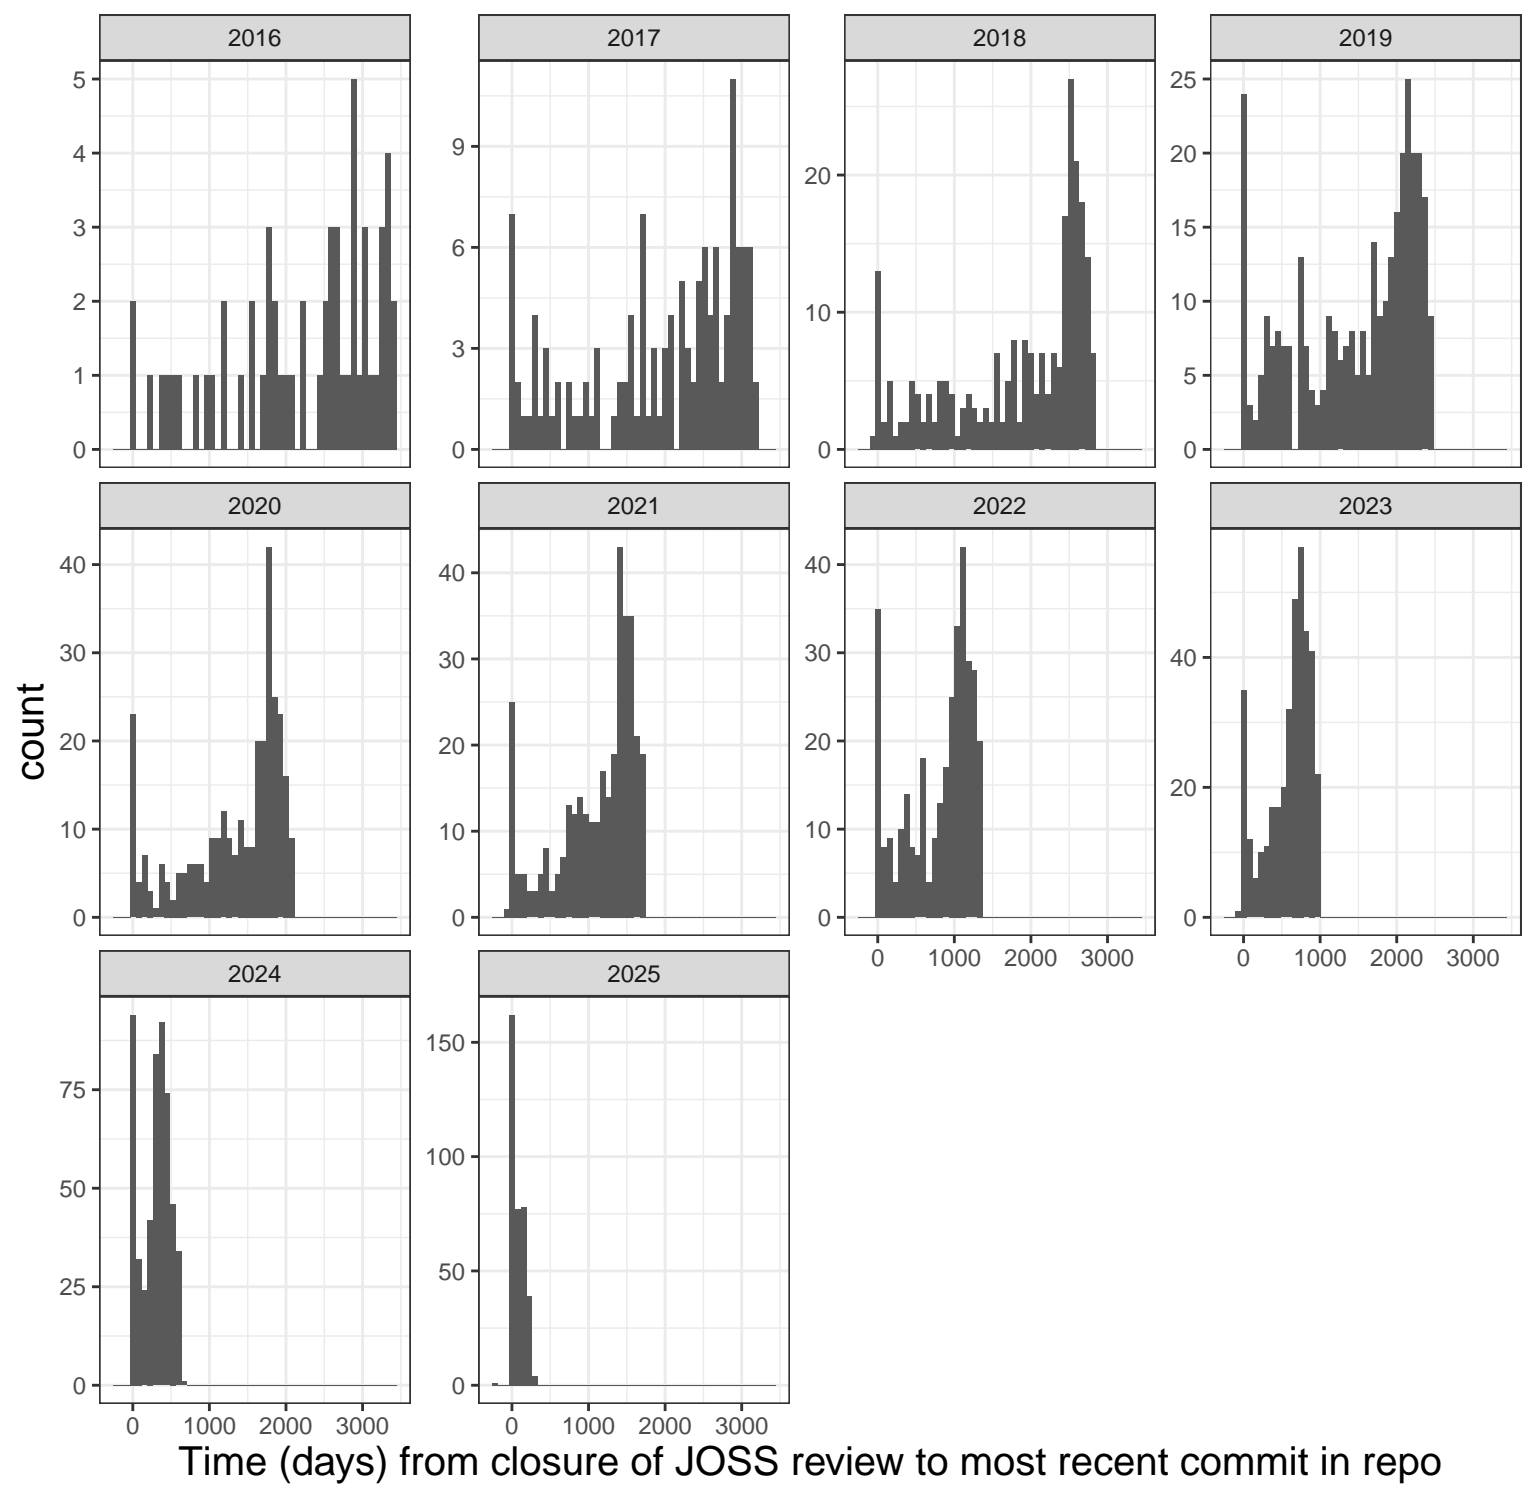 2016 2017 2018 2019
5 4 3 2 1 0
9 6 3 0
20 10 0
25 20 15 10 5 0
2020 2021 2022 2023
40 30 20 10 0
40 30 20 10 0
40 30 20 10 0
40 20 0
0 1000 2000 3000 0 1000 2000 3000
2024 2025
75 50 25 0
150 100 50 0
0 1000 2000 3000 0 1000 2000 3000
count
Time (days) from closure of JOSS review to most recent commit in repo